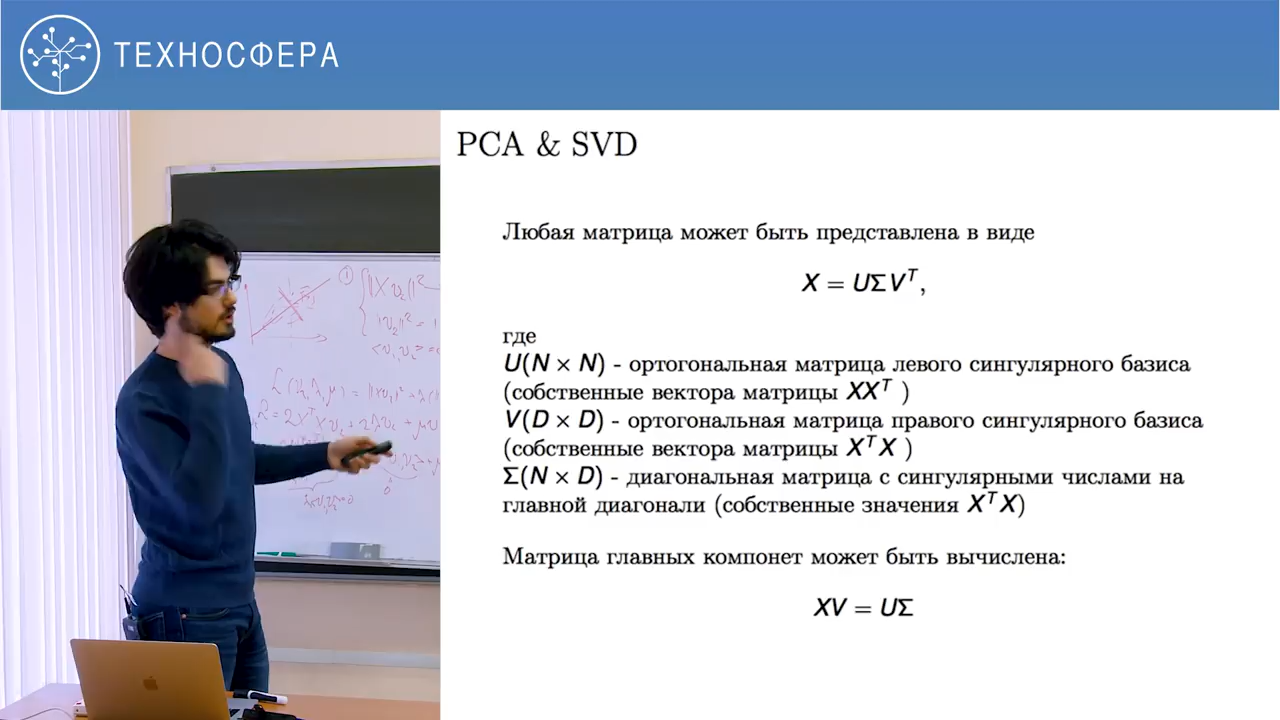 ТЕХНОСФЕРА
PCA & SVD
Любая матрица может быть представлена в виде
X = UΣV^T,
где
U(N × N) - ортогональная матрица левого сингулярного базиса
(собственные вектора матрицы XX^T )
V(D × D) - ортогональная матрица правого сингулярного базиса
(собственные вектора матрицы X^T X )
Σ(N × D) - диагональная матрица с сингулярными числами на
главной диагонали (собственные значения X^T X)
Матрица главных компонет может быть вычислена:
XV = UΣ